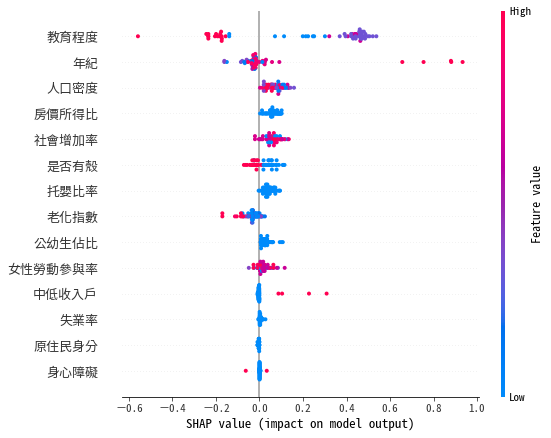 High
教育程度
年紀
人口密度
房價所得比
社會增加率
是否有殼
托嬰比率
老化指數
公幼生佔比
女性勞動參與率
中低收入戶
失業率
原住民身分
身心障礙
Feature value
Low
−0.6 −0.4 −0.2 0.0 0.2 0.4 0.6 0.8 1.0
SHAP value (impact on model output)